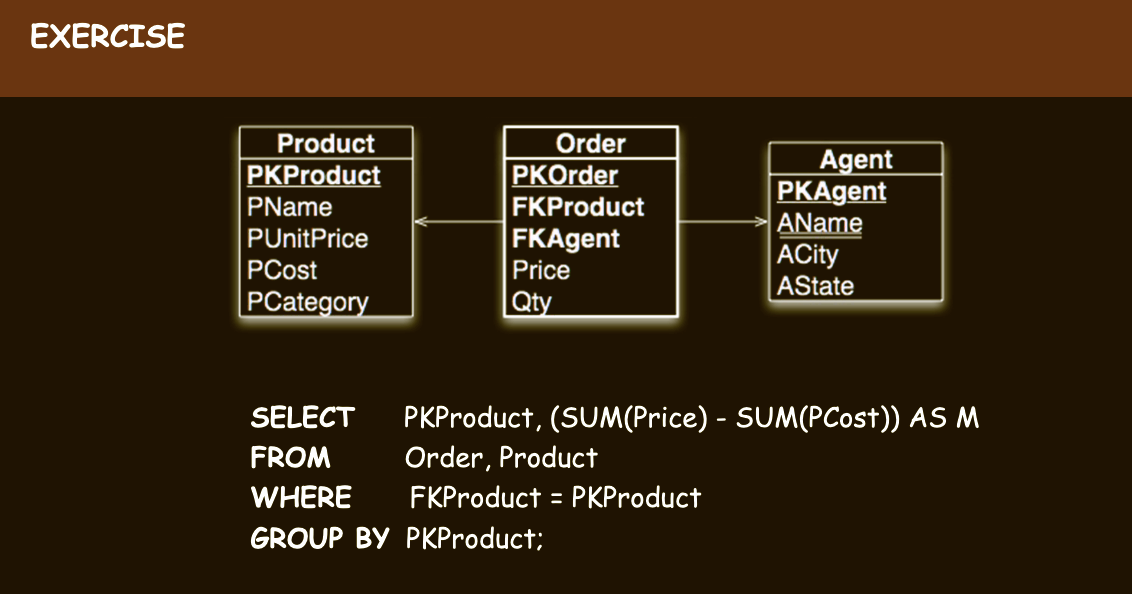 EXERCISE
Product
PKProduct
PName
PUnitPrice
PCost
PCategory
Order
PKOrder
FKProduct
FKAgent
Price
Qty
Agent
PKAgent
AName
ACity
AState
SELECT PKProduct, (SUM(Price) - SUM(PCost)) AS M
FROM Order, Product
WHERE FKProduct = PKProduct
GROUP BY PKProduct;